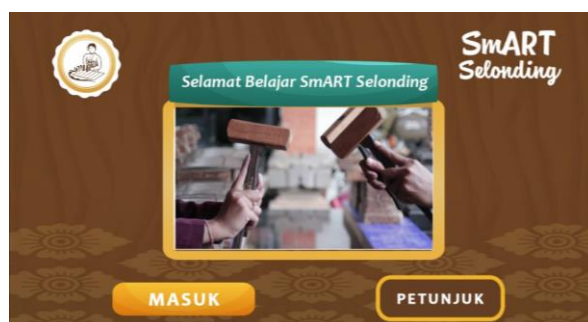 SmART
Selonding
Selamat Belajar SmART Selonding
MASUK
PETUNJUK